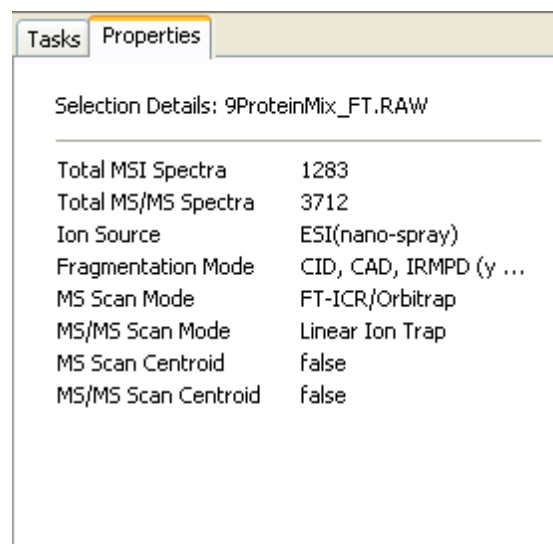 Tasks Properties
Selection Details: 9ProteinMix_FT.RAW
Total MSI Spectra 1283
Total MS/MS Spectra 3712
Ion Source ESI(nano-spray)
Fragmentation Mode CID, CAD, IRMPD (y ...
MS Scan Mode FT-ICR/Orbitrap
MS/MS Scan Mode Linear Ion Trap
MS Scan Centroid false
MS/MS Scan Centroid false